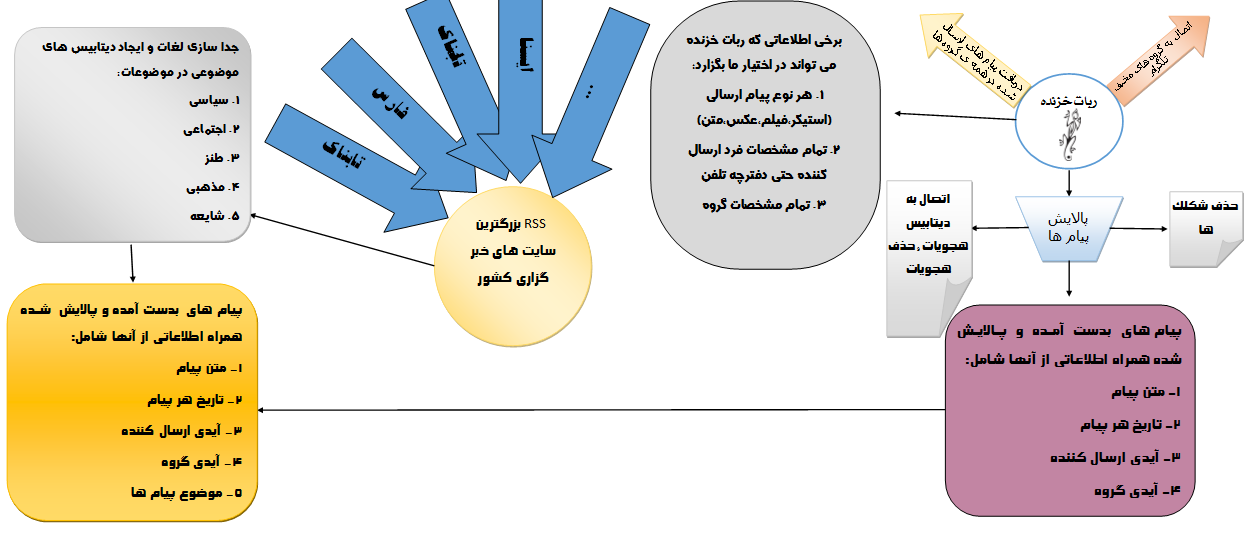 اتصال به گروه های مختلف
تلگرام
دریافت پیام های ارسال
شده در همه ی گروه ها
ربات خزنده
برخی اطلاعاتی که ربات خزنده
می تواند در اختیار ما بگزارد:
۱. هر نوع پیام ارسالی
(استیکر،فیلم،عکس،متن)
۲. تمام مشخصات فرد ارسال
کننده حتی دفترچه تلفن
۳. تمام مشخصات گروه
پالایش
پیام ها
حذف شکلک
ها
اتصال به
دیتابیس
هجویات ،حذف
هجویات
پیام های بدست آمده و پالایش
شده همراه اطلاعاتی از آنها شامل:
۱- متن پیام
۲- تاریخ هر پیام
۳- آیدی ارسال کننده
۴- آیدی گروه
...
ایسنا
تابناک
فارس
تابناک
RSS بزرگترین
سایت های خبر
گزاری کشور
جدا سازی لغات و ایجاد دیتابیس های
موضوعی در موضوعات:
۱. سیاسی
۲. اجتماعی
۳. طنز
۴. مذهبی
۵. شایعه
پیام های بدست آمده و پالایش شده
همراه اطلاعاتی از آنها شامل:
۱- متن پیام
۲- تاریخ هر پیام
۳- آیدی ارسال کننده
۴- آیدی گروه
۵- موضوع پیام ها